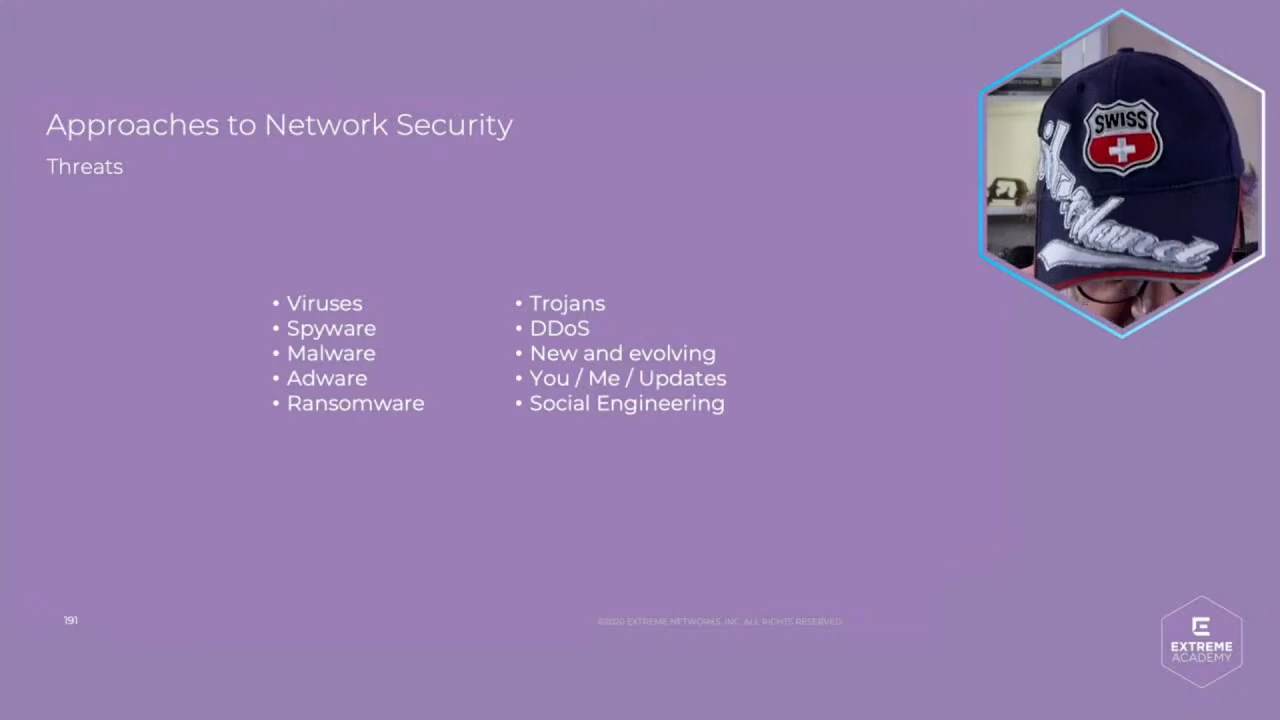 Approaches to Network Security
Threats
• Viruses
• Spyware
• Malware
• Adware
• Ransomware
• Trojans
• DDoS
• New and evolving
• You / Me / Updates
• Social Engineering
SWISS
191
©2020 EXTREME NETWORKS, INC. ALL RIGHTS RESERVED.
EXTREME
ACADEMY